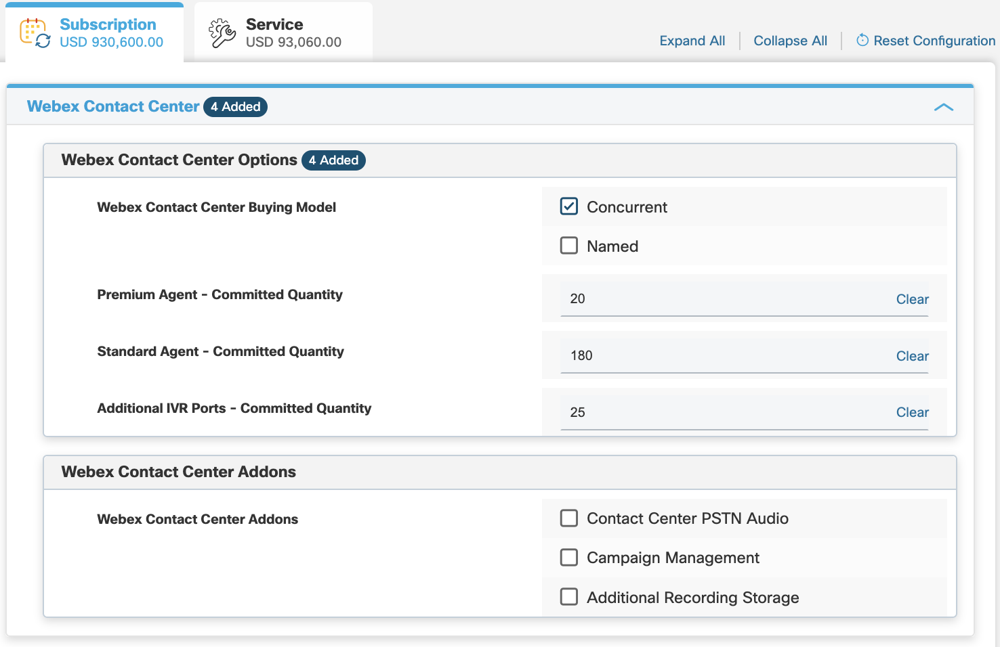 Subscription
USD 930,600.00
Service
USD 93,060.00
Expand All
Collapse All
Reset Configuration
Webex Contact Center 4 Added
Webex Contact Center Options 4 Added
Webex Contact Center Buying Model
Concurrent
Named
Premium Agent - Committed Quantity
20
Clear
Standard Agent - Committed Quantity
180
Clear
Additional IVR Ports - Committed Quantity
25
Clear
Webex Contact Center Addons
Webex Contact Center Addons
Contact Center PSTN Audio
Campaign Management
Additional Recording Storage